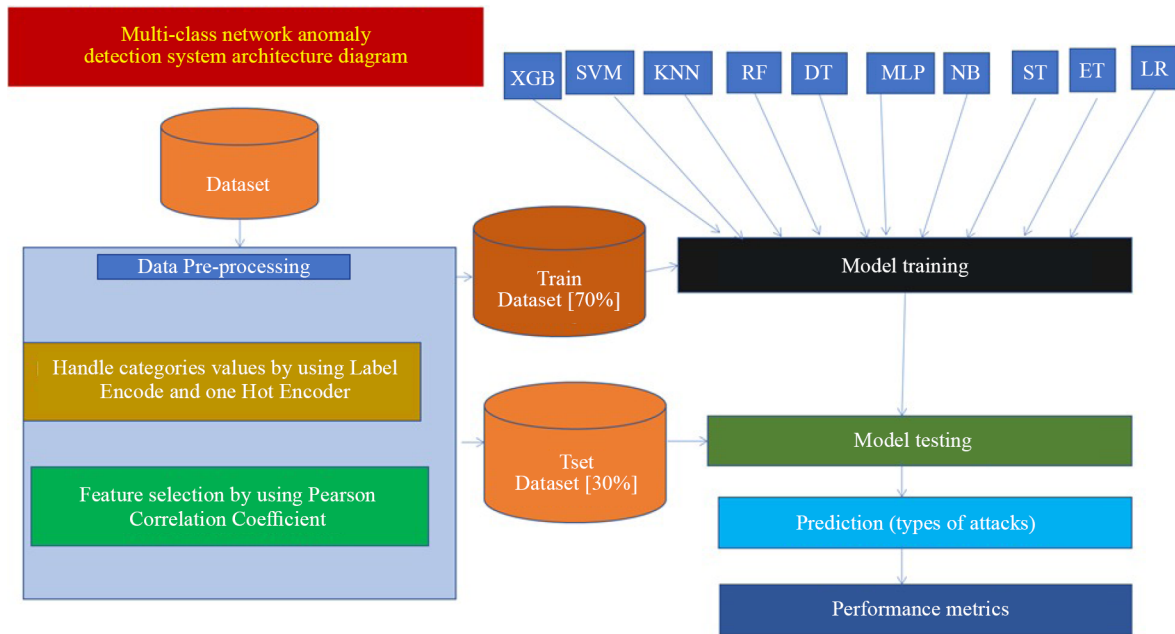 Multi-class network anomaly
detection system architecture diagram
XGB
SVM
KNN
RF
DT
MLP
NB
ST
ET
LR
Dataset
Data Pre-processing
Handle categories values by using Label
Encode and one Hot Encoder
Feature selection by using Pearson
Correlation Coefficient
Train
Dataset [70%]
Tset
Dataset [30%]
Model training
Model testing
Prediction (types of attacks)
Performance metrics